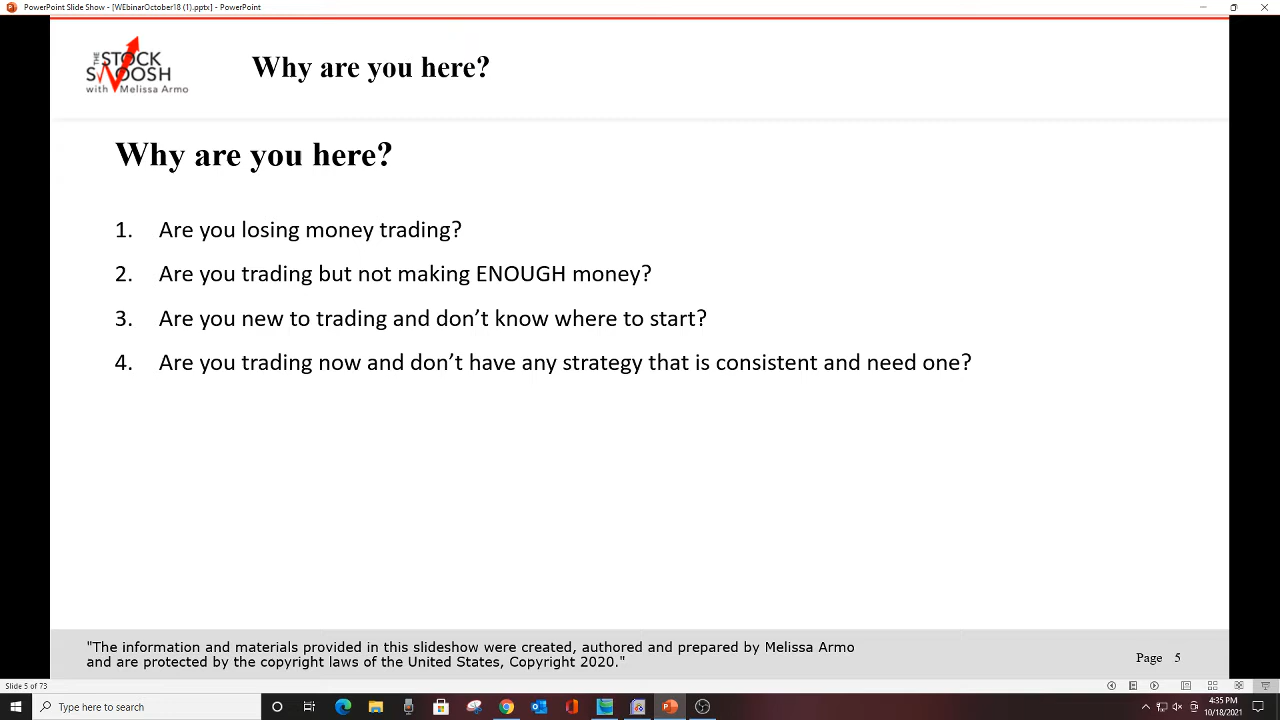 PowerPoint Slide Show - [WEbinarOctober18 (1).pptx] - PowerPoint
THE STOCK SWOOSH
with Melissa Armo
Why are you here?
Why are you here?
1. Are you losing money trading?
2. Are you trading but not making ENOUGH money?
3. Are you new to trading and don’t know where to start?
4. Are you trading now and don’t have any strategy that is consistent and need one?
"The information and materials provided in this slideshow were created, authored and prepared by Melissa Armo
and are protected by the copyright laws of the United States, Copyright 2020."
Page 5
Slide 5 of 73
Type here to search
4:35 PM
10/18/2021